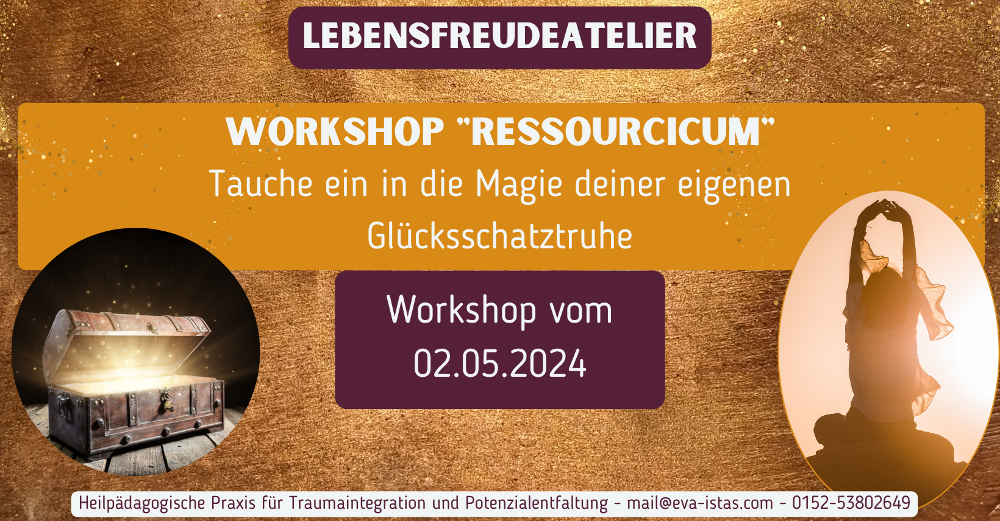 LEBENSFREUDEATELIER
WORKSHOP "RESSOURCICUM"
Tauche ein in die Magie deiner eigenen
Glücksschatztruhe
Workshop vom
02.05.2024
Heilpädagogische Praxis für Traumaintegration und Potenzialentfaltung - mail@eva-istas.com - 0152-53802649